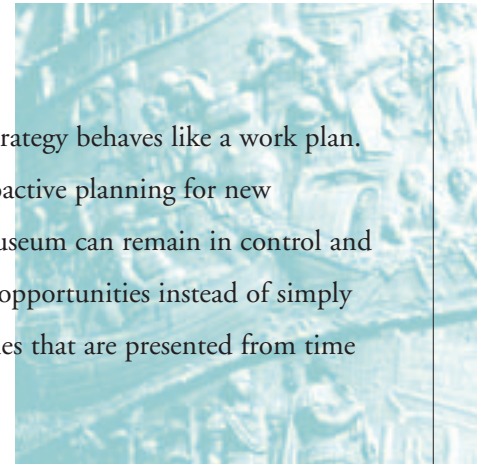 rategy behaves like a work plan.
active planning for new
useum can remain in control and
opportunities instead of simply
es that are presented from time